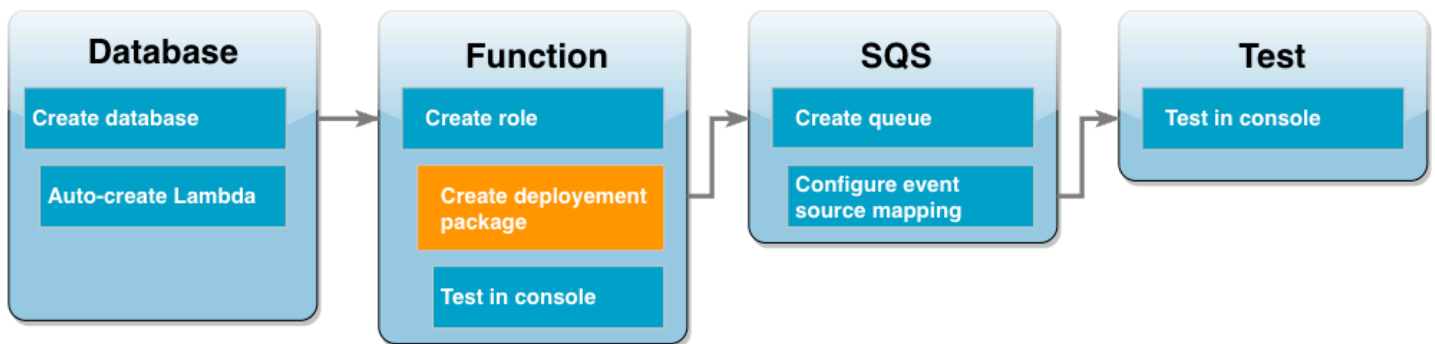 Database
Create database
Auto-create Lambda
Function
Create role
Create deployement
package
Test in console
SQS
Create queue
Configure event
source mapping
Test
Test in console